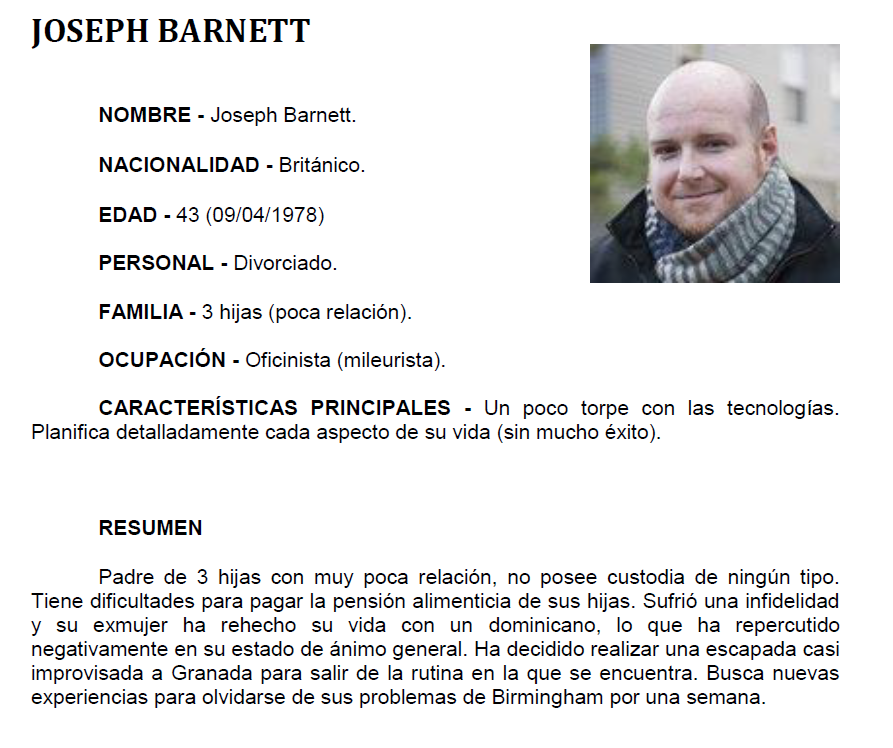 JOSEPH BARNETT
NOMBRE - Joseph Barnett.
NACIONALIDAD - Británico.
EDAD - 43 (09/04/1978)
PERSONAL - Divorciado.
FAMILIA - 3 hijas (poca relación).
OCUPACIÓN - Oficinista (mileurista).
CARACTERÍSTICAS PRINCIPALES - Un poco torpe con las tecnologías.
Planifica detalladamente cada aspecto de su vida (sin mucho éxito).
RESUMEN
Padre de 3 hijas con muy poca relación, no posee custodia de ningún tipo.
Tiene dificultades para pagar la pensión alimenticia de sus hijas. Sufrió una infidelidad
y su exmujer ha rehecho su vida con un dominicano, lo que ha repercutido
negativamente en su estado de ánimo general. Ha decidido realizar una escapada casi
improvisada a Granada para salir de la rutina en la que se encuentra. Busca nuevas
experiencias para olvidarse de sus problemas de Birmingham por una semana.